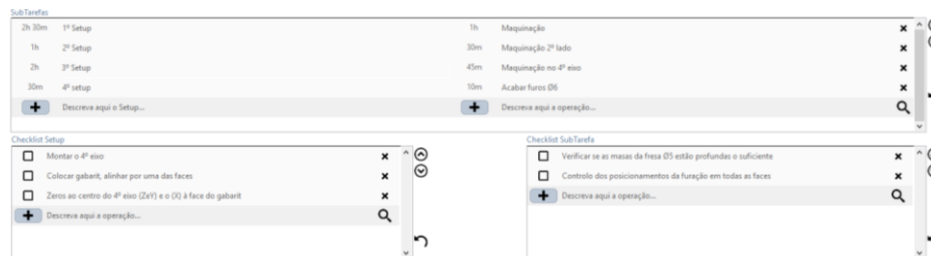 SubTarefas
2h 30m 1º Setup 1h Maquinação
1h 2º Setup 30m Maquinação 2º lado
2h 3º Setup 45m Maquinação no 4º eixo
30m 4º setup 10m Acabar furos Ø6
Descreva aqui o Setup... Descreva aqui a operação...
Checklist Setup
Montar o 4º eixo
Colocar gabarit, alinhar por uma das faces
Zeros ao centro do 4º eixo (ZeY) e o (X) à face do gabarit
Descreva aqui a operação...
Checklist SubTarefa
Verificar se as masas da fresa Ø5 estão profundas o suficiente
Controlo dos posicionamentos da furação em todas as faces
Descreva aqui a operação...